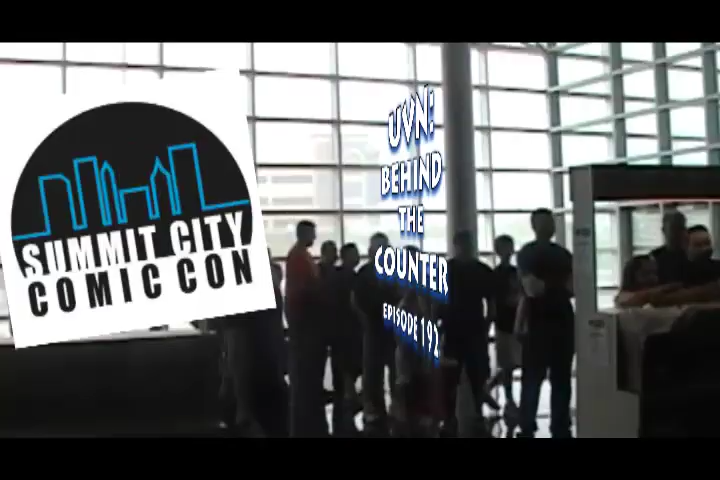 SUMMIT CITY
COMIC CON
UVN:
BEHIND
THE
COUNTER
EPISODE 192